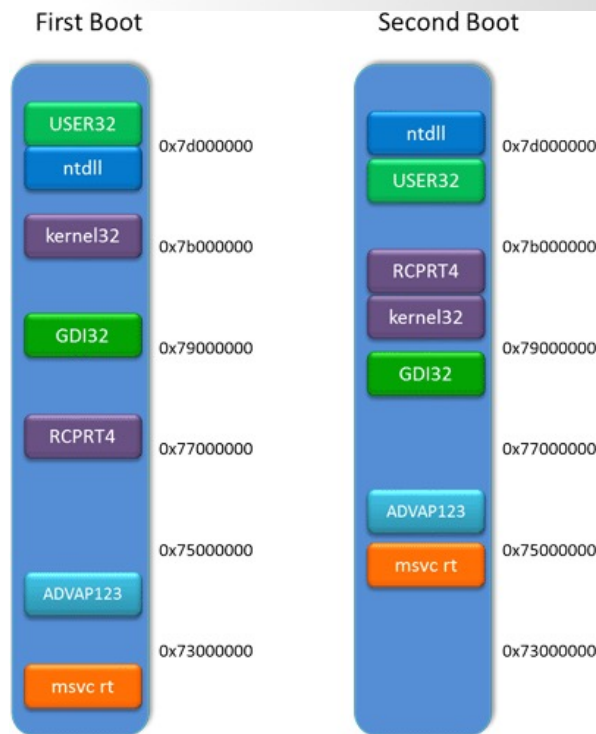 First Boot
USER32
0x7d000000
ntdll
kernel32
0x7b000000
GDI32
0x79000000
RCPRT4
0x77000000
0x75000000
ADVAP123
0x73000000
msvc rt
Second Boot
ntdll
0x7d000000
USER32
0x7b000000
RCPRT4
kernel32
0x79000000
GDI32
0x77000000
ADVAP123
0x75000000
msvc rt
0x73000000